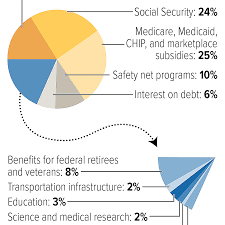 Social Security: 24%
Medicare, Medicaid,
CHIP, and marketplace
subsidies: 25%
Safety net programs: 10%
Interest on debt: 6%
Benefits for federal retirees
and veterans: 8%
Transportation infrastructure: 2%
Education: 3%
Science and medical research: 2%